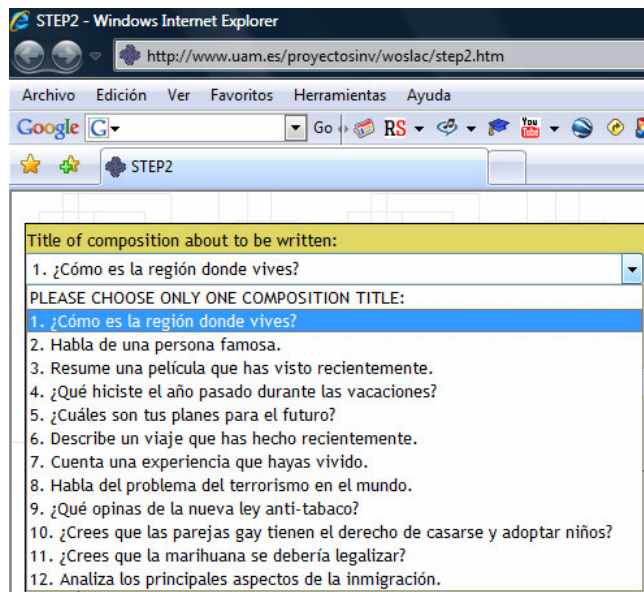 STEP2 - Windows Internet Explorer
http://www.uam.es/proyectosinv/woslac/step2.htm
Archivo Edición Ver Favoritos Herramientas Ayuda
Google G Go RS You Tube
STEP2
Title of composition about to be written:
1. ¿Cómo es la región donde vives?
PLEASE CHOOSE ONLY ONE COMPOSITION TITLE:
1. ¿Cómo es la región donde vives?
2. Habla de una persona famosa.
3. Resume una película que has visto recientemente.
4. ¿Qué hiciste el año pasado durante las vacaciones?
5. ¿Cuáles son tus planes para el futuro?
6. Describe un viaje que has hecho recientemente.
7. Cuenta una experiencia que hayas vivido.
8. Habla del problema del terrorismo en el mundo.
9. ¿Qué opinas de la nueva ley anti-tabaco?
10. ¿Crees que las parejas gay tienen el derecho de casarse y adoptar niños?
11. ¿Crees que la marihuana se debería legalizar?
12. Analiza los principales aspectos de la inmigración.